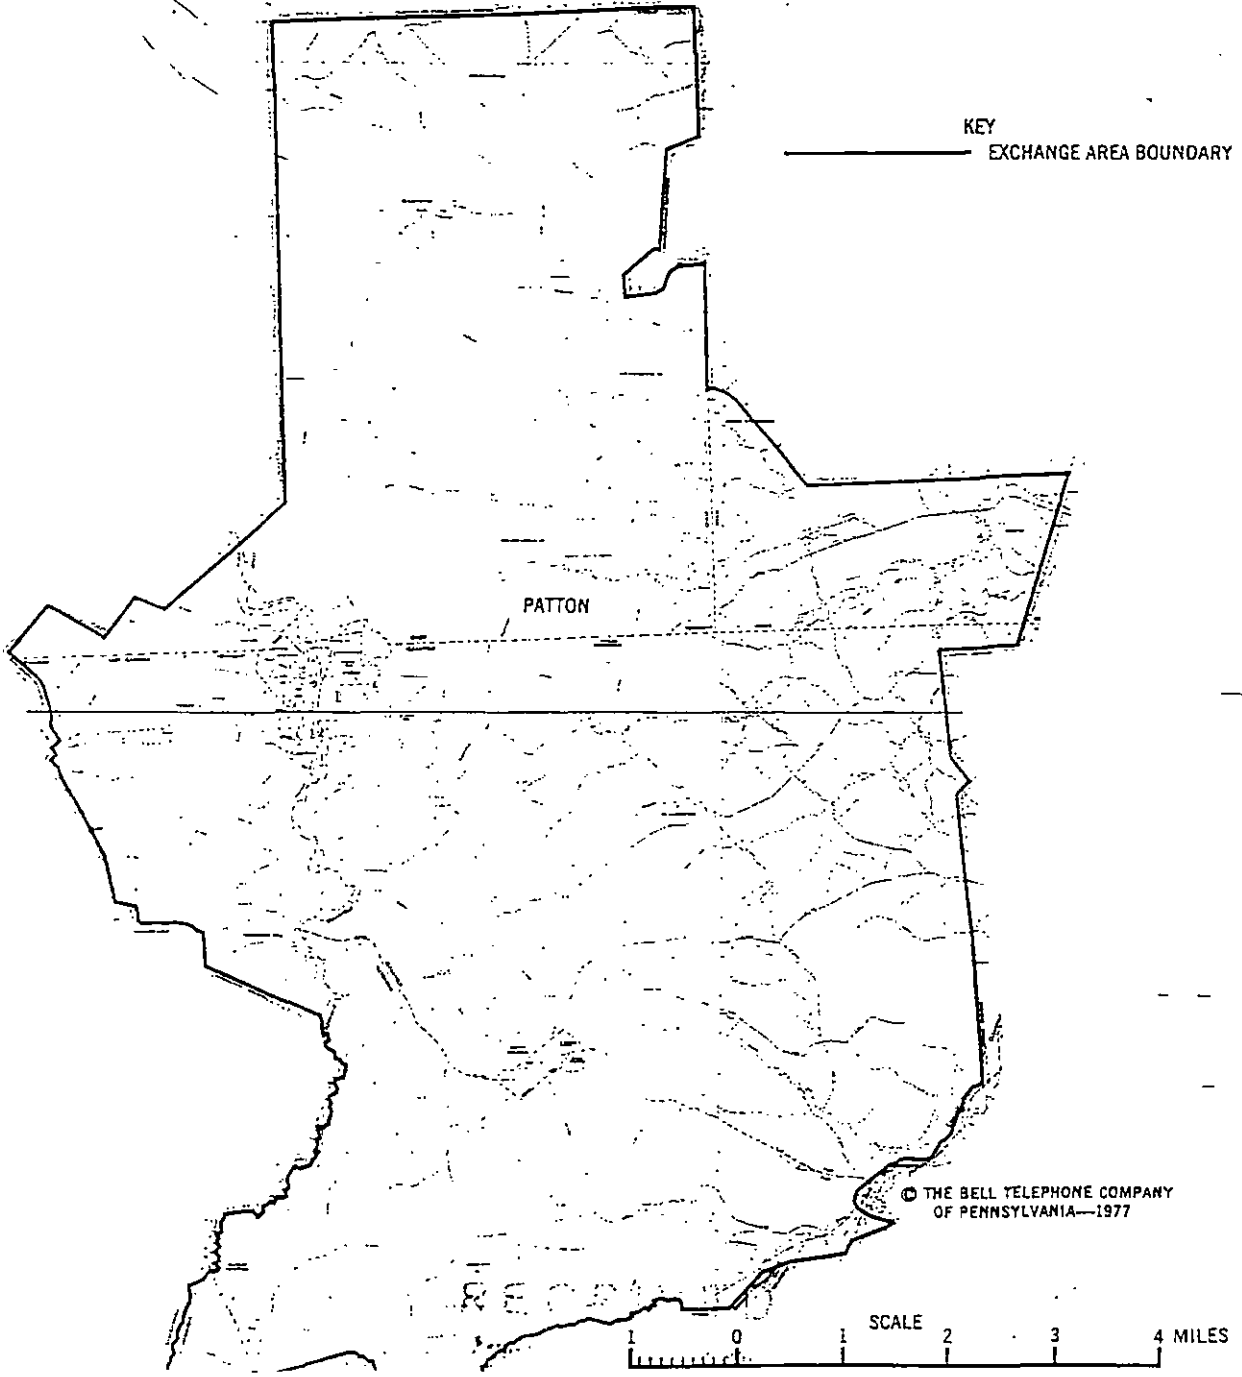 KEY
EXCHANGE AREA BOUNDARY
PATTON
© THE BELL TELEPHONE COMPANY
OF PENNSYLVANIA—1977
SCALE
1 0 1 2 3 4 MILES